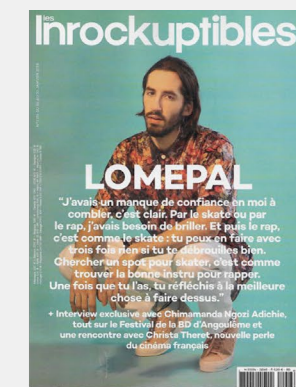 les
Inrockuptibles
LOMEPAL
"J'avais un manque de confiance en moi à
combler, c'est clair. Par le skate ou par
le rap, j'avais besoin de briller. Et puis le rap,
c'est comme le skate : tu peux en faire avec
trois fois rien si tu te débrouilles bien.
Chercher un spot pour skater, c'est comme
trouver la bonne instru pour rapper.
Une fois que tu l'as, tu réfléchis à la meilleure
chose à faire dessus."
+ Interview exclusive avec Chimamanda Ngozi Adichie,
tout sur le Festival de la BD d'Angoulême et
une rencontre avec Christa Theret, nouvelle perle
du cinéma français